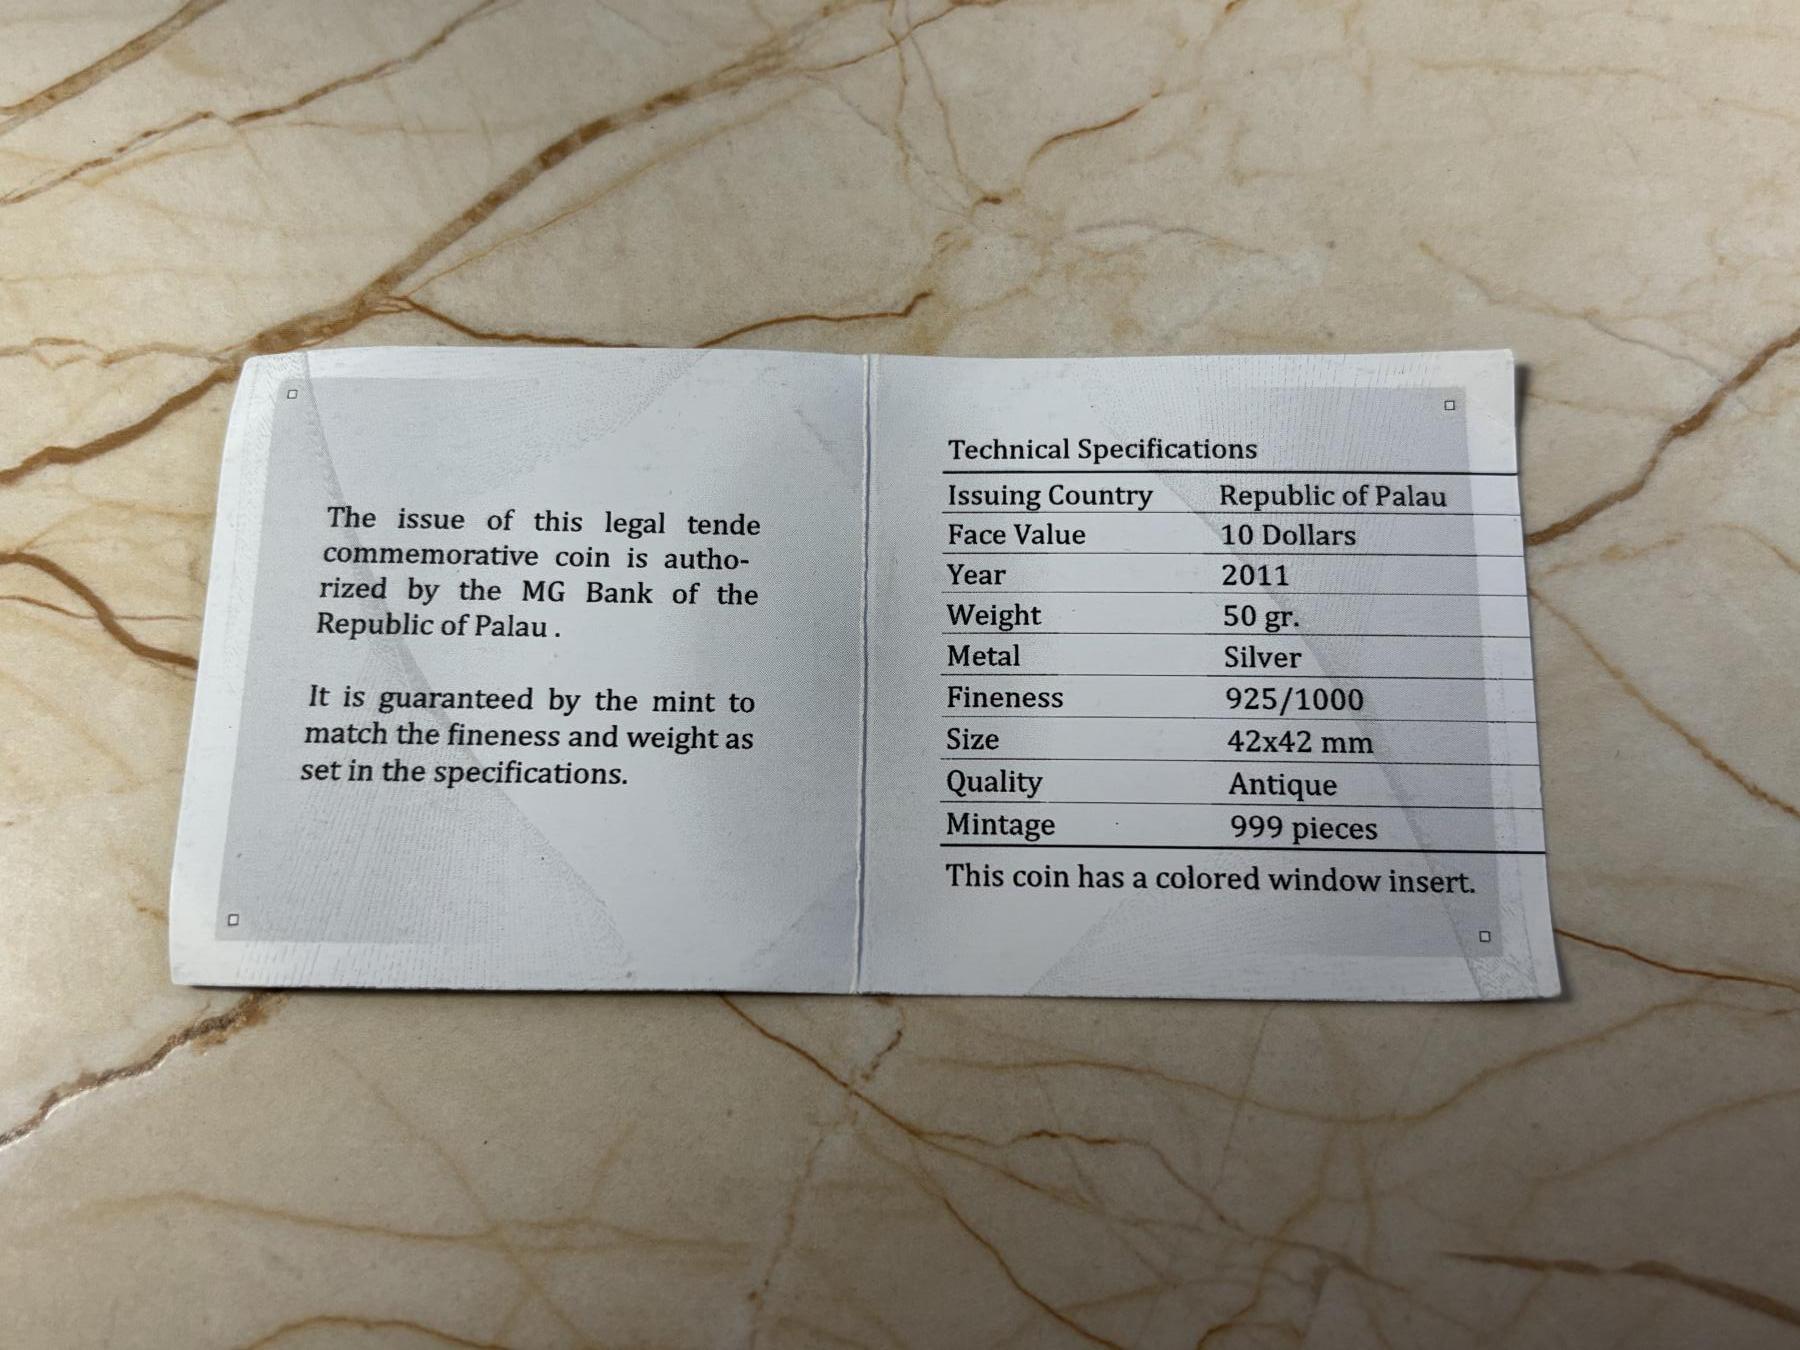 The issue of this legal tende
commemorative coin is autho-
rized by the MG Bank of the
Republic of Palau .
It is guaranteed by the mint to
match the fineness and weight as
set in the specifications.
Technical Specifications
Issuing Country Republic of Palau
Face Value 10 Dollars
Year 2011
Weight 50 gr.
Metal Silver
Fineness 925/1000
Size 42x42 mm
Quality Antique
Mintage 999 pieces
This coin has a colored window insert.